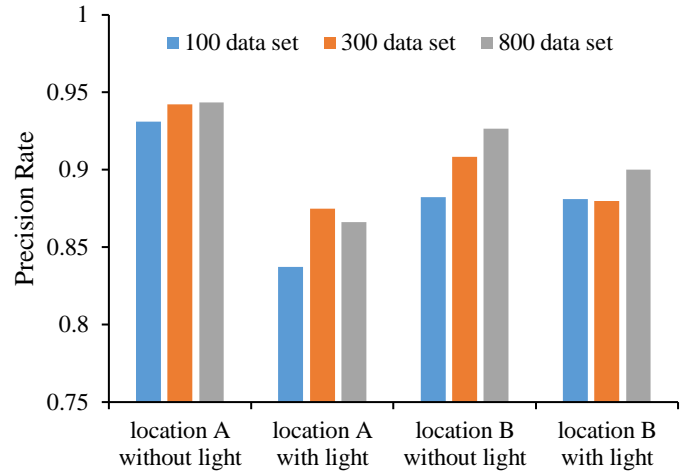 1
100 data set 300 data set 800 data set
0.95
0.9
0.85
0.8
0.75
Precision Rate
location A
without light
location A
with light
location B
without light
location B
with light